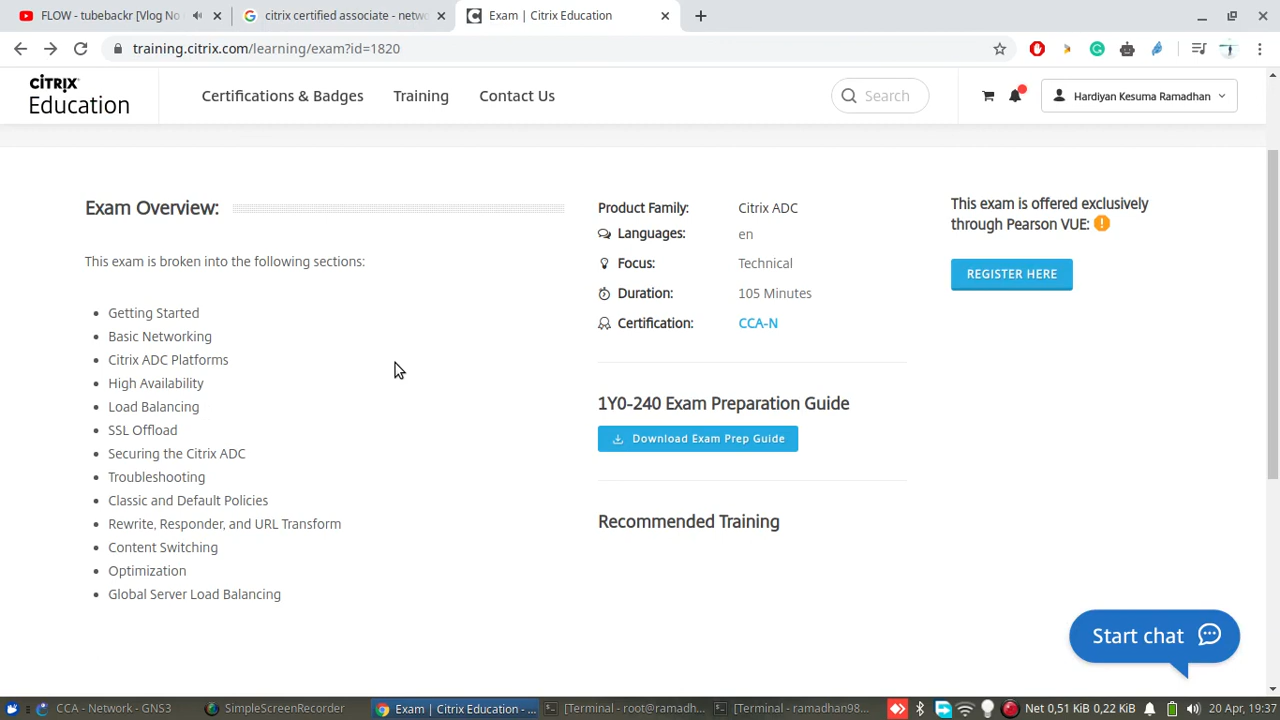 FLOW - tubebackr [Vlog No
citrix certified associate - netwo
Exam | Citrix Education
training.citrix.com/learning/exam?id=1820
citrix
Education
Certifications & Badges
Training
Contact Us
Search
Hardiyan Kesuma Ramadhan
Exam Overview:
This exam is broken into the following sections:
Getting Started
Basic Networking
Citrix ADC Platforms
High Availability
Load Balancing
SSL Offload
Securing the Citrix ADC
Troubleshooting
Classic and Default Policies
Rewrite, Responder, and URL Transform
Content Switching
Optimization
Global Server Load Balancing
Product Family: Citrix ADC
Languages: en
Focus: Technical
Duration: 105 Minutes
Certification: CCA-N
1Y0-240 Exam Preparation Guide
Download Exam Prep Guide
Recommended Training
This exam is offered exclusively
through Pearson VUE:
REGISTER HERE
Start chat
CCA - Network - GNS3
SimpleScreenRecorder
Exam | Citrix Education - ...
[Terminal - root@ramadh...
[Terminal - ramadhan98...
Net 0,51 KiB 0,22 KiB
20 Apr, 19:37